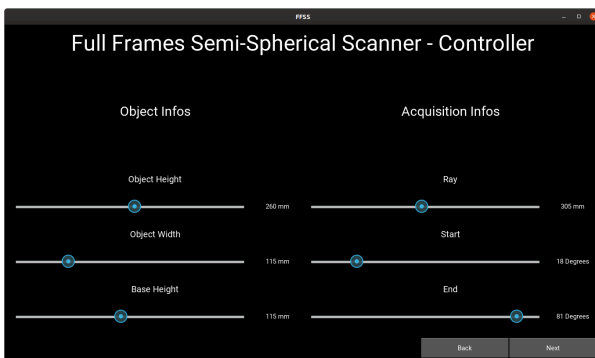 FFSS
Full Frames Semi-Spherical Scanner - Controller
Object Infos
Object Height
260 mm
Object Width
115 mm
Base Height
115 mm
Acquisition Infos
Ray
305 mm
Start
18 Degrees
End
81 Degrees
Back
Next